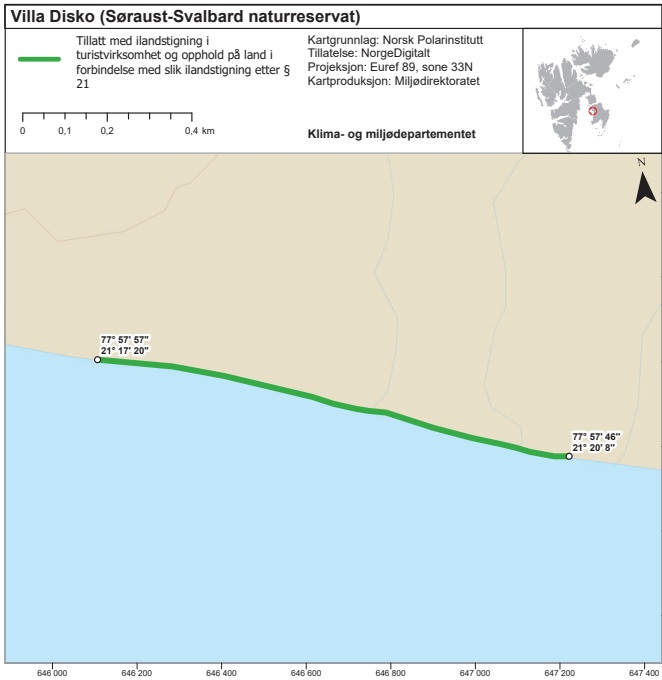 Villa Disko (Søraust-Svalbard naturreservat)
Tillatt med ilandstigning i
turistvirksomhet og opphold på land i
forbindelse med slik ilandstigning etter §
21
0 0,1 0,2 0,4 km
Kartgrunnlag: Norsk Polarinstitutt
Tillatelse: NorgeDigitalt
Projeksjon: Euref 89, sone 33N
Kartproduksjon: Miljødirektoratet
Klima- og miljødepartementet
N
77° 57' 57"
21° 17' 20"
77° 57' 46"
21° 20' 8"
646 000 646 200 646 400 646 600 646 800 647 000 647 200 647 400